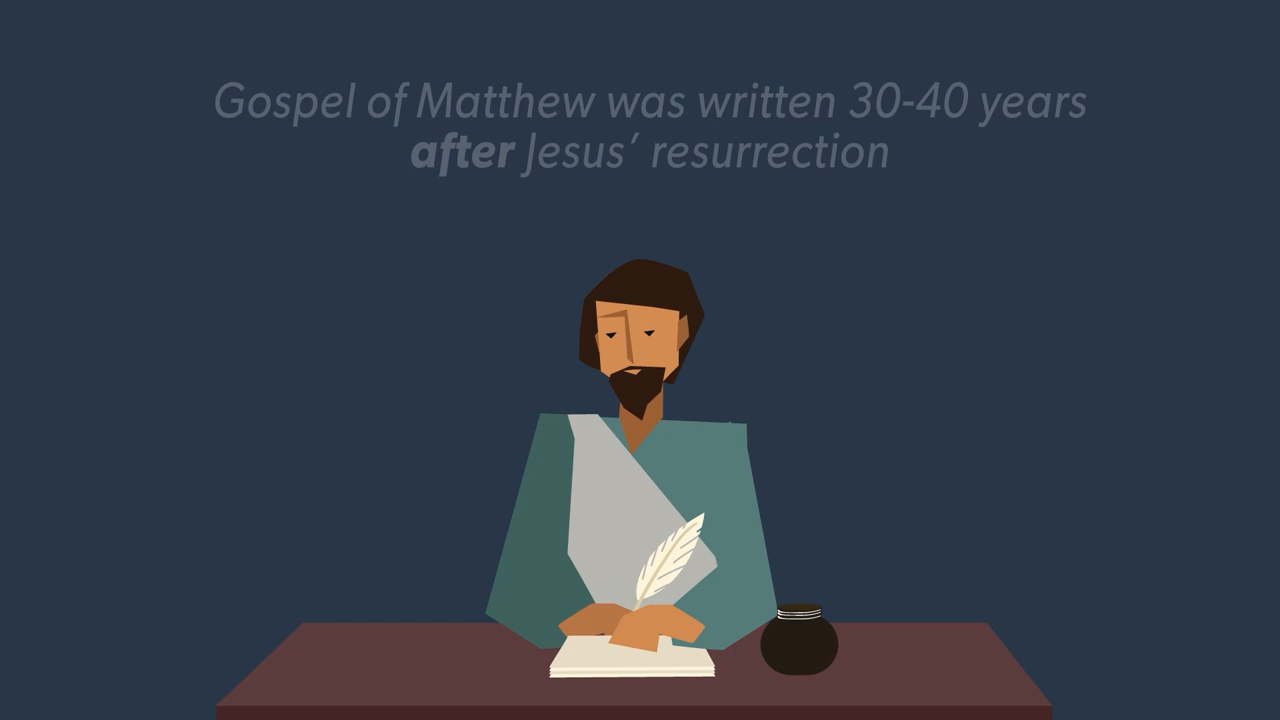 Gospel of Matthew was written 30-40 years
after Jesus’ resurrection